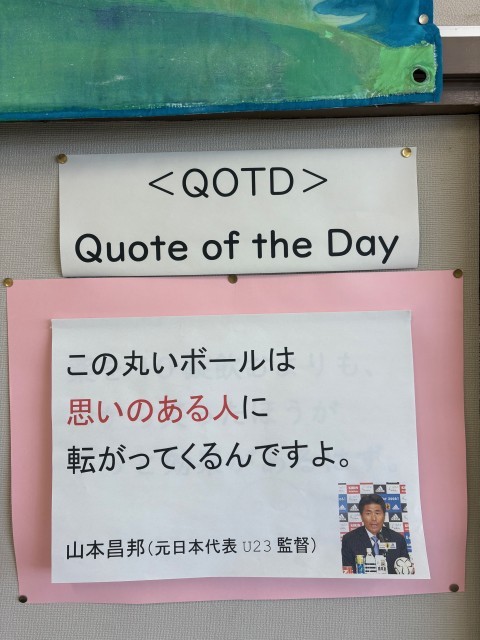 ＜QOTD＞
Quote of the Day
この丸いボールは
思いのある人に
転がってくるんですよ。
山本昌邦（元日本代表 U23 監督）